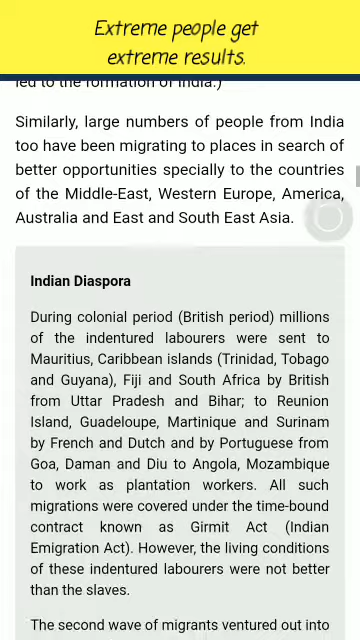 Extreme people get
extreme results.
led to the formation of India.)
Similarly, large numbers of people from India
too have been migrating to places in search of
better opportunities specially to the countries
of the Middle-East, Western Europe, America,
Australia and East and South East Asia.
Indian Diaspora
During colonial period (British period) millions
of the indentured labourers were sent to
Mauritius, Caribbean islands (Trinidad, Tobago
and Guyana), Fiji and South Africa by British
from Uttar Pradesh and Bihar; to Reunion
Island, Guadeloupe, Martinique and Surinam
by French and Dutch and by Portuguese from
Goa, Daman and Diu to Angola, Mozambique
to work as plantation workers. All such
migrations were covered under the time-bound
contract known as Girmit Act (Indian
Emigration Act). However, the living conditions
of these indentured labourers were not better
than the slaves.
The second wave of migrants ventured out into